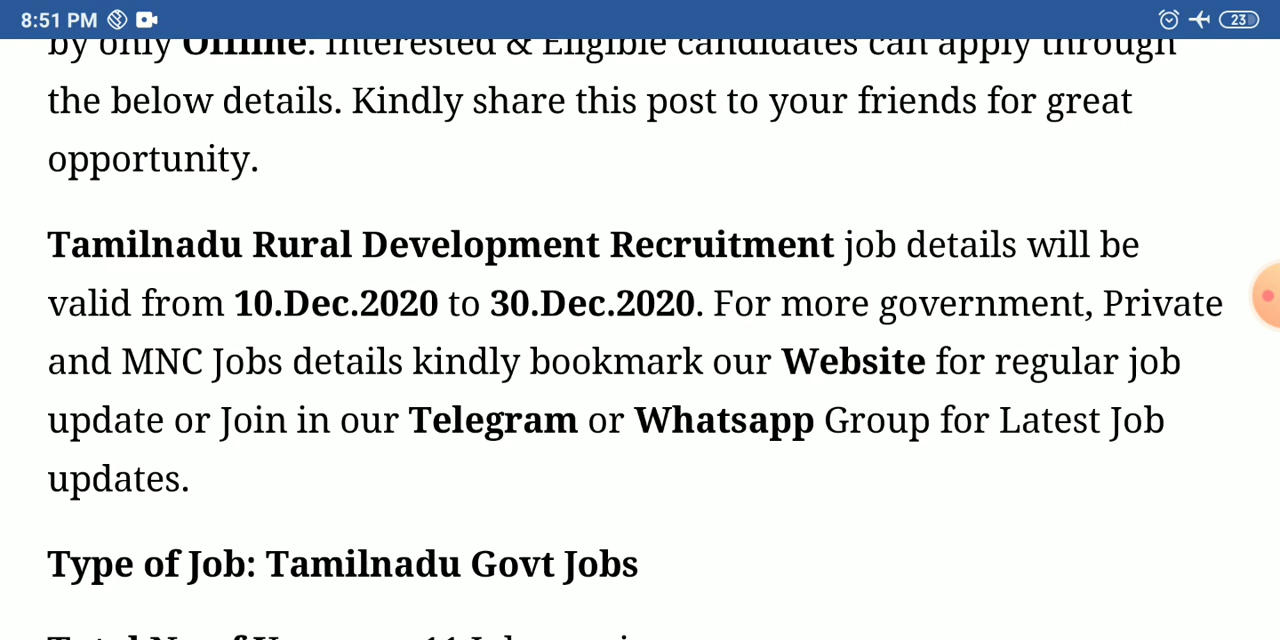 8:51 PM 23
by only Offline. Interested & Eligible candidates can apply through
the below details. Kindly share this post to your friends for great
opportunity.
Tamilnadu Rural Development Recruitment job details will be
valid from 10.Dec.2020 to 30.Dec.2020. For more government, Private
and MNC Jobs details kindly bookmark our Website for regular job
update or Join in our Telegram or Whatsapp Group for Latest Job
updates.
Type of Job: Tamilnadu Govt Jobs